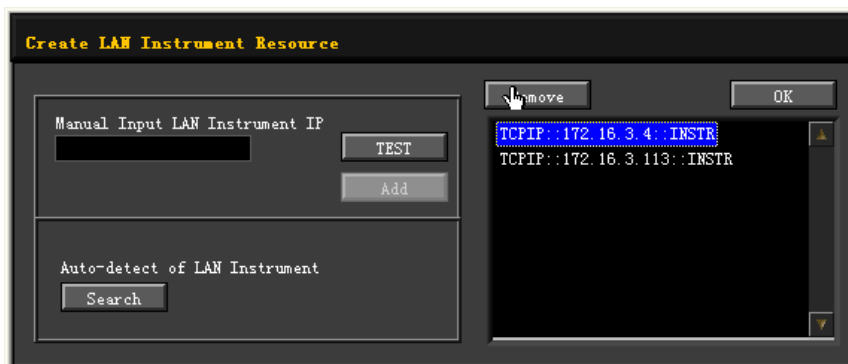 Create LAN Instrument Resource
Manual Input LAN Instrument IP
TEST
Add
Auto-detect of LAN Instrument
Search
OK
TCPIP::172.16.3.4::INSTR
TCPIP::172.16.3.113::INSTR